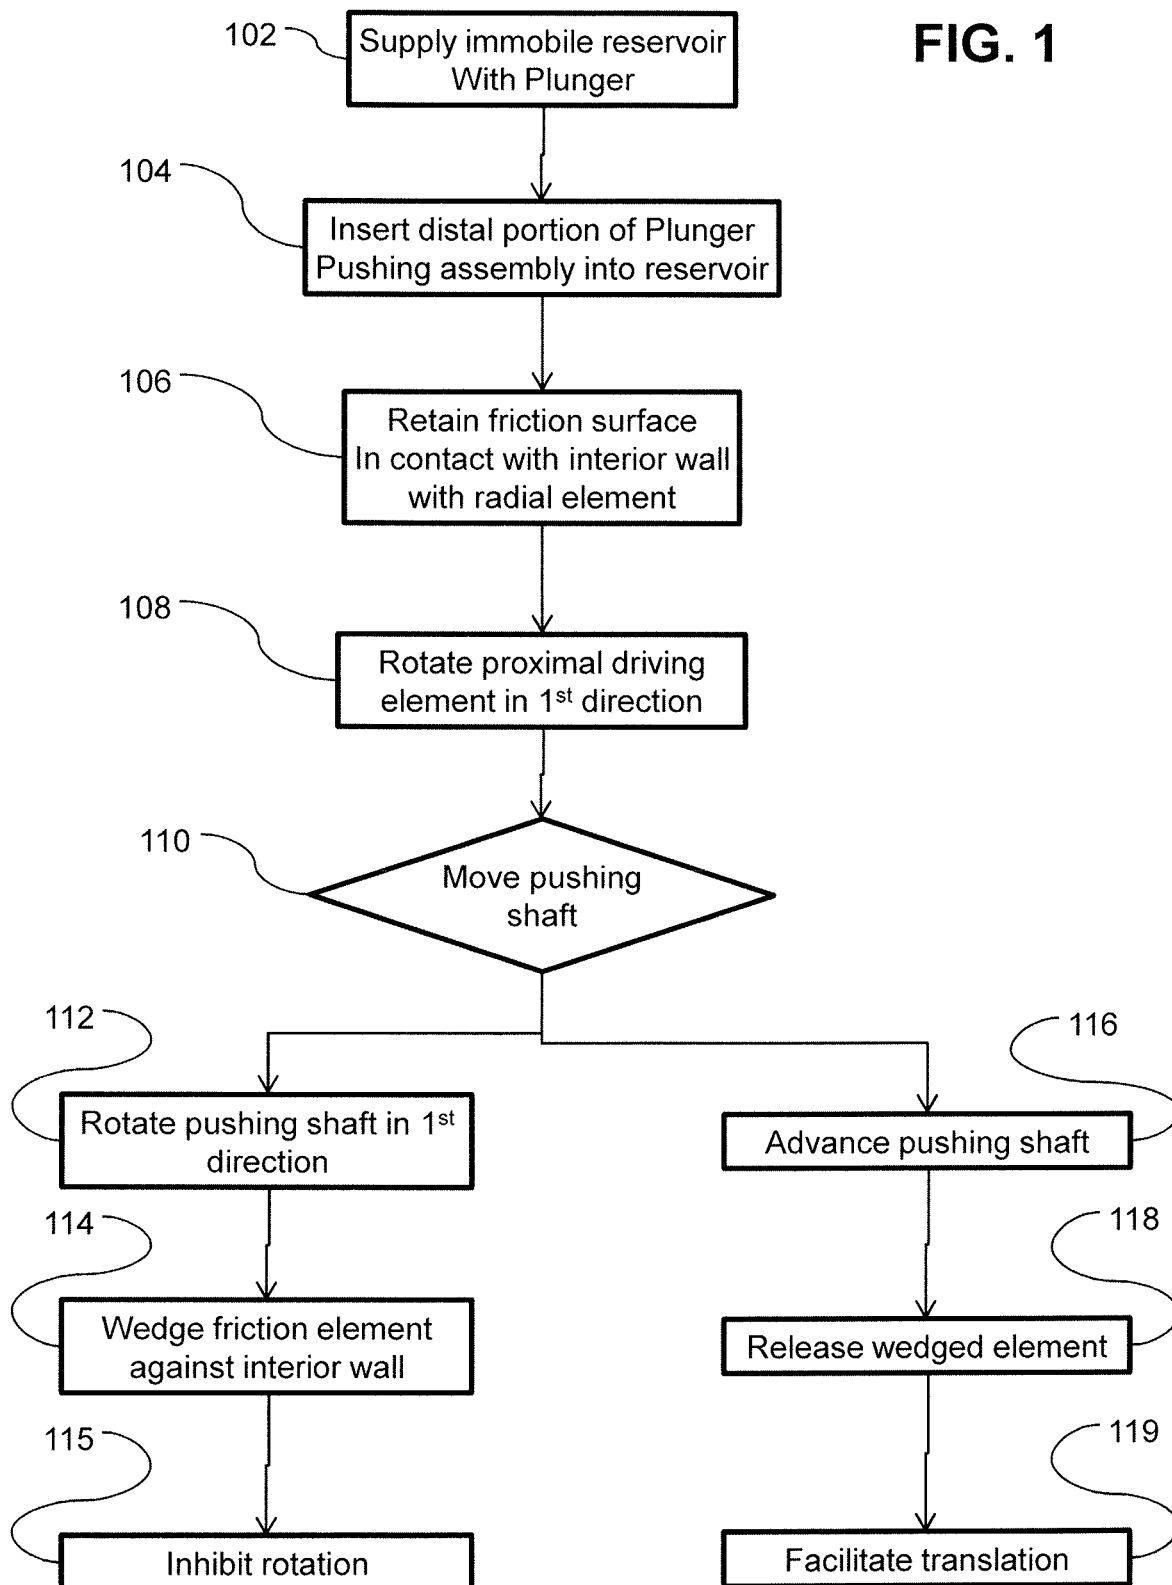 FIG. 1
102
Supply immobile reservoir
With Plunger
104
Insert distal portion of Plunger
Pushing assembly into reservoir
106
Retain friction surface
In contact with interior wall
with radial element
108
Rotate proximal driving
element in 1st direction
110
Move pushing
shaft
112
Rotate pushing shaft in 1st
direction
116
Advance pushing shaft
114
Wedge friction element
against interior wall
118
Release wedged element
115
Inhibit rotation
119
Facilitate translation